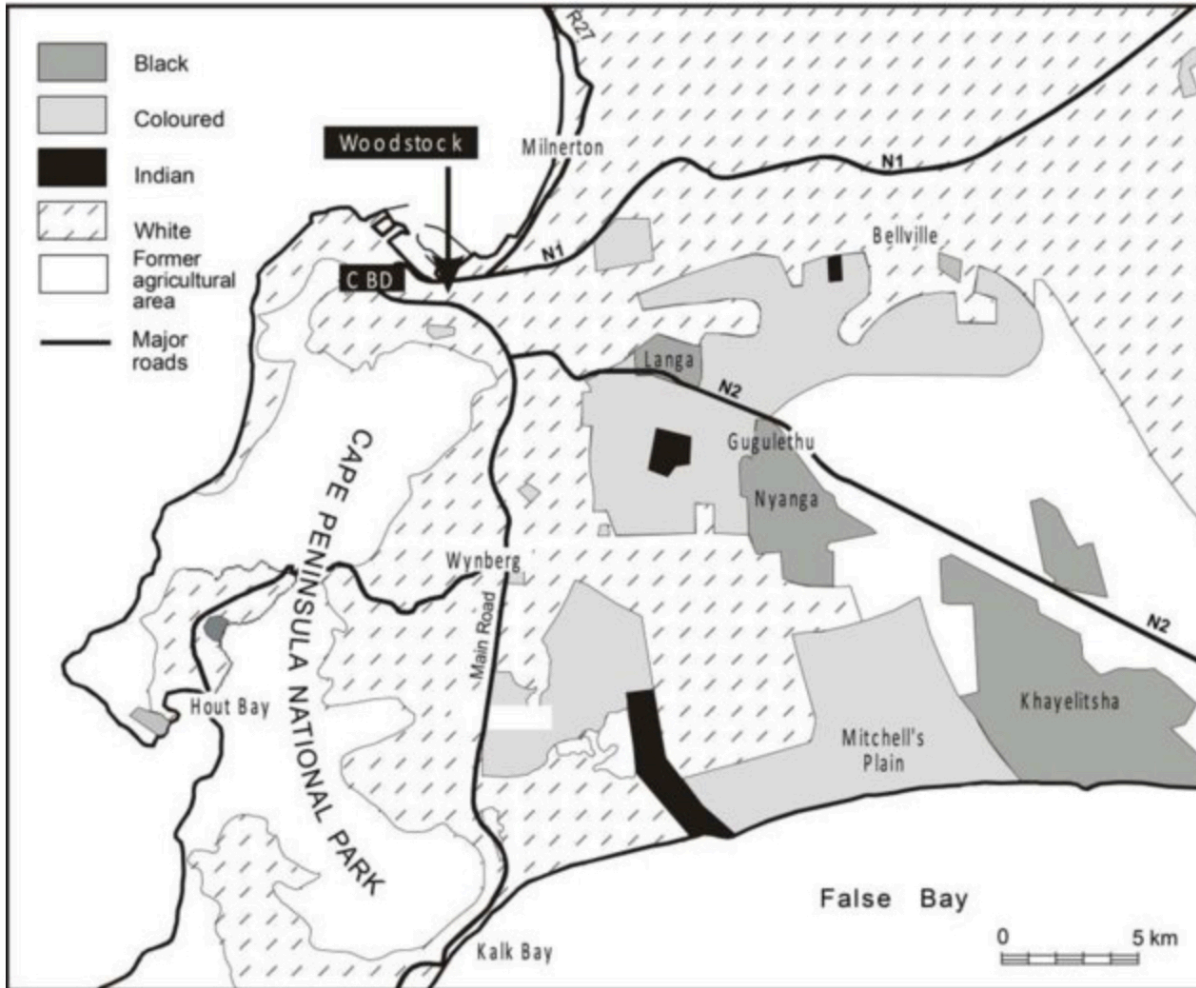 Black
Coloured
Indian
White
Former
agricultural
area
Major
roads
R27
Woodstock
Milnerton
N1
N1
Bellville
CBD
Langa
N2
Gugulethu
Nyanga
CAPE PENINSULA NATIONAL PARK
Wynberg
Main Road
N2
Hout Bay
Khayelitsha
Mitchell's
Plain
False Bay
Kalk Bay
0 5 km